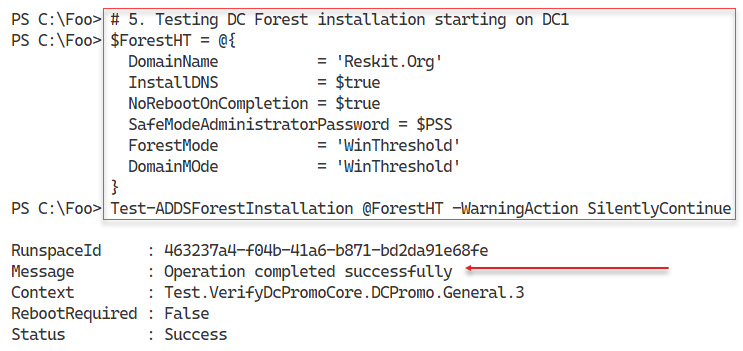 PS C:\Foo> # 5. Testing DC Forest installation starting on DC1
PS C:\Foo> $ForestHT = @{
DomainName           = 'Reskit.Org'
InstallDNS           = $true
NoRebootOnCompletion = $true
SafeModeAdministratorPassword = $PSS
ForestMode           = 'WinThreshold'
DomainMOde           = 'WinThreshold'
}
PS C:\Foo> Test-ADDSForestInstallation @ForestHT -WarningAction SilentlyContinue
RunspaceId     : 463237a4-f04b-41a6-b871-bd2da91e68fe
Message        : Operation completed successfully
Context        : Test.VerifyDcPromoCore.DCPromo.General.3
RebootRequired : False
Status         : Success